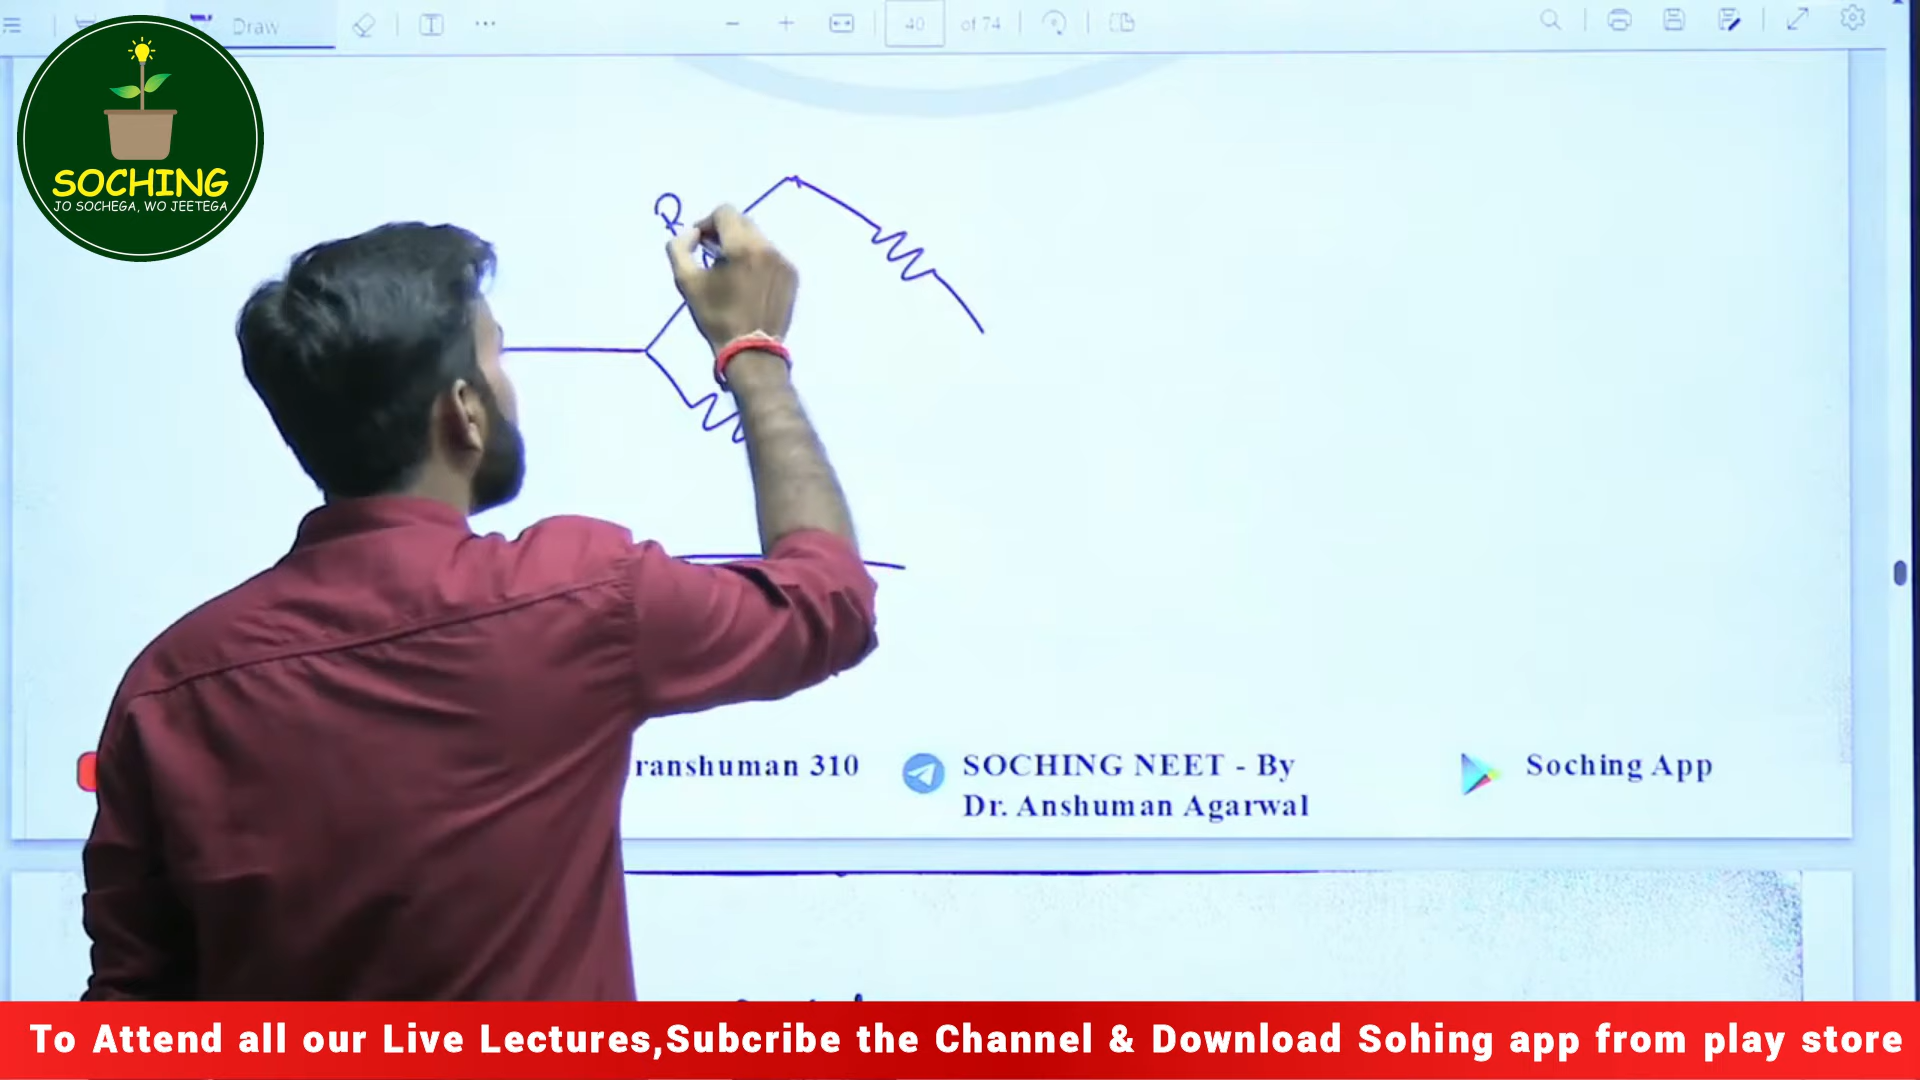 Draw
40 of 74
SOCHING
JO SOCHEGA, WO JEETEGA
R
ranshuman 310
SOCHING NEET - By
Dr. Anshuman Agarwal
Soching App
To Attend all our Live Lectures,Subcribe the Channel & Download Sohing app from play store